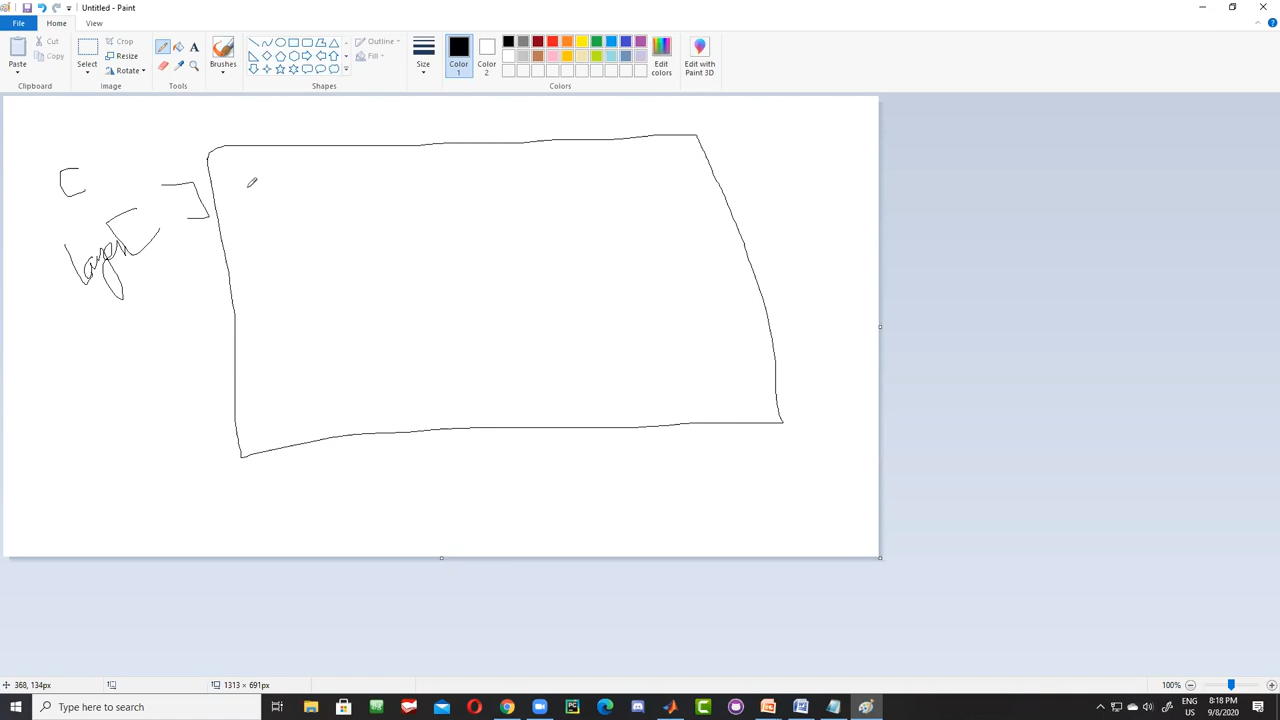 Untitled - Paint
File Home View
Paste
Cut
Copy
Clipboard
Select
Crop
Resize
Rotate
Image
A
Tools
Brushes
Outline
Fill
Shapes
Size
Color 1
Color 2
Edit colors
Colors
Edit with Paint 3D
368, 134px
1313 × 691px
100%
Type here to search
PC
ENG
US
8:18 PM
9/8/2020